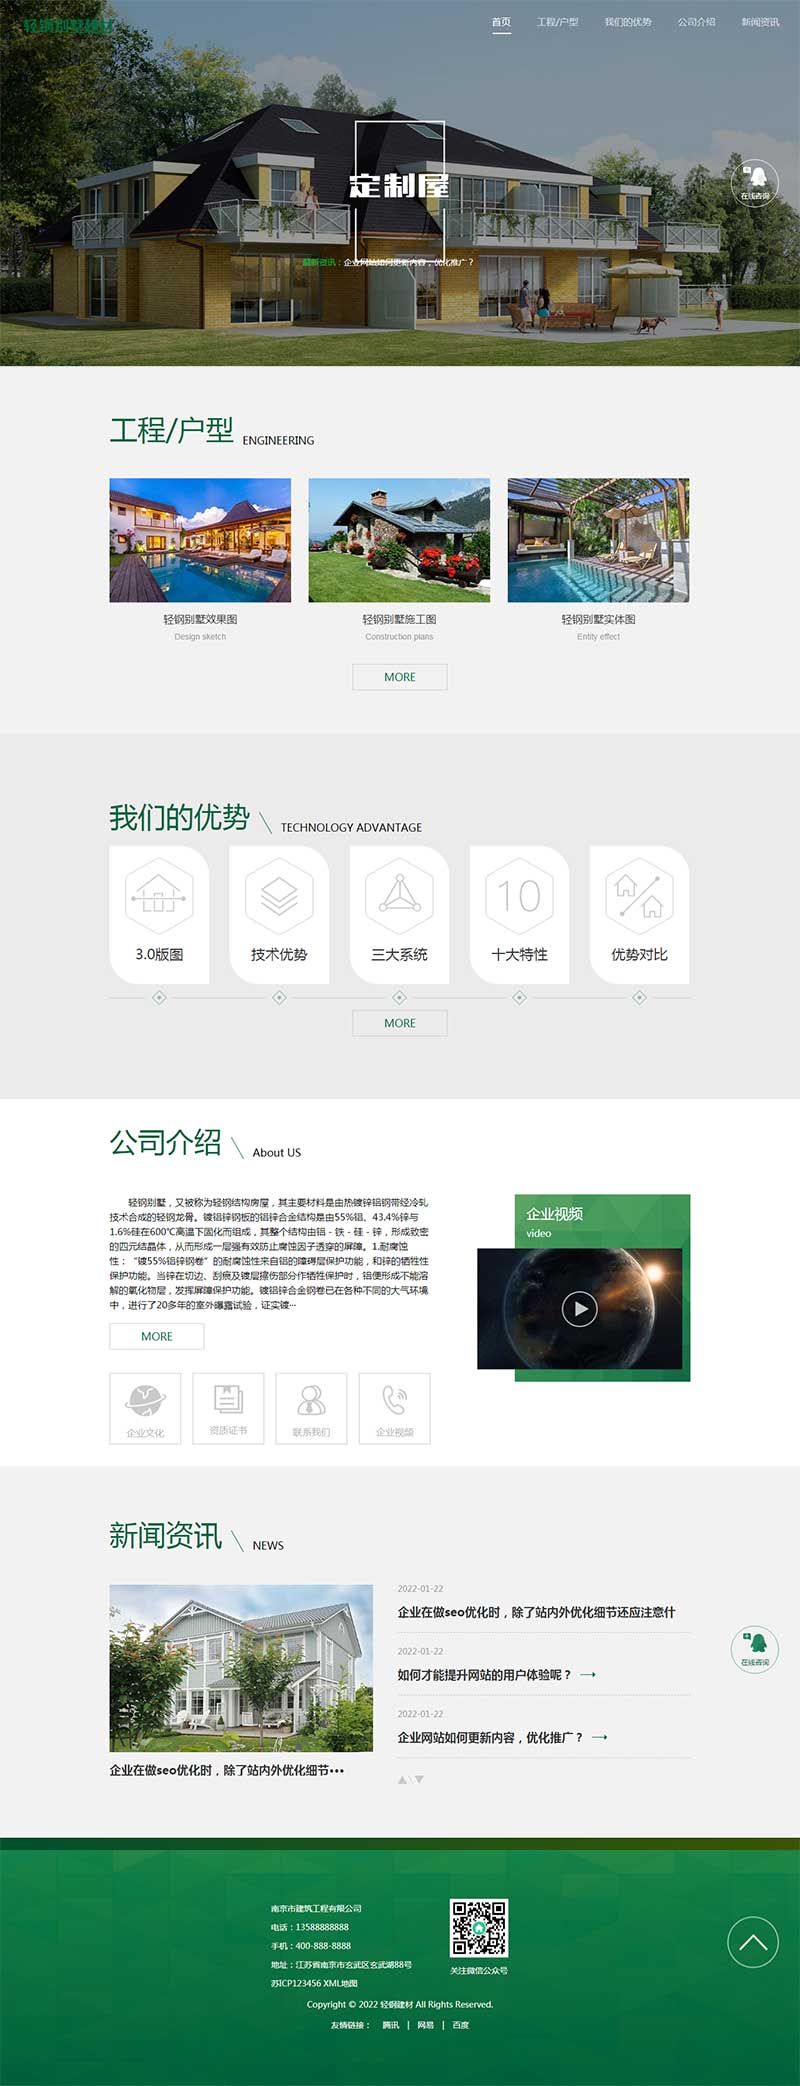 轻钢别墅建材
首页 工程/户型 我们的优势 公司介绍 新闻资讯
定制屋
在线咨询
最新资讯：企业网站如何更新内容，优化推广？
工程/户型 ENGINEERING
轻钢别墅效果图 轻钢别墅施工图 轻钢别墅实体图
Design sketch Construction plans Entity effect
MORE
我们的优势 TECHNOLOGY ADVANTAGE
10
3.0版图 技术优势 三大系统 十大特性 优势对比
MORE
公司介绍 About US
轻钢别墅，又被称为轻钢结构房屋，其主要材料是由热镀锌铝钢带经冷轧
技术合成的轻钢龙骨。镀铝锌钢板的铝锌合金结构是由55%铝、43.4%锌与
1.6%硅在600℃高温下固化而组成，其整个结构由铝－铁－硅－锌，形成致密
的四元结晶体，从而形成一层强有效防止腐蚀因子透穿的屏障。1.耐腐蚀
性：“镀55%铝锌钢卷”的耐腐蚀性来自铝的障碍层保护功能，和锌的牺牲性
保护功能。当锌在切边、刮痕及镀层擦伤部分作牺牲保护时，铝便形成不能溶
解的氧化物层，发挥屏障保护功能。镀铝锌合金钢卷已在各种不同的大气环境
中，进行了20多年的室外曝露试验，证实镀···
MORE
企业视频
video
企业文化 资质证书 联系我们 企业视频
新闻资讯 NEWS
企业在做seo优化时，除了站内外优化细节•••
2022-01-22
企业在做seo优化时，除了站内外优化细节还应注意什
2022-01-22
如何才能提升网站的用户体验呢？
2022-01-22
企业网站如何更新内容，优化推广？
在线咨询
南京市建筑工程有限公司
电话：13588888888
手机：400-888-8888
地址：江苏省南京市玄武区玄武湖88号
苏ICP123456 XML地图
关注微信公众号
Copyright © 2022 轻钢建材 All Rights Reserved.
友情链接： 腾讯 | 网易 | 百度